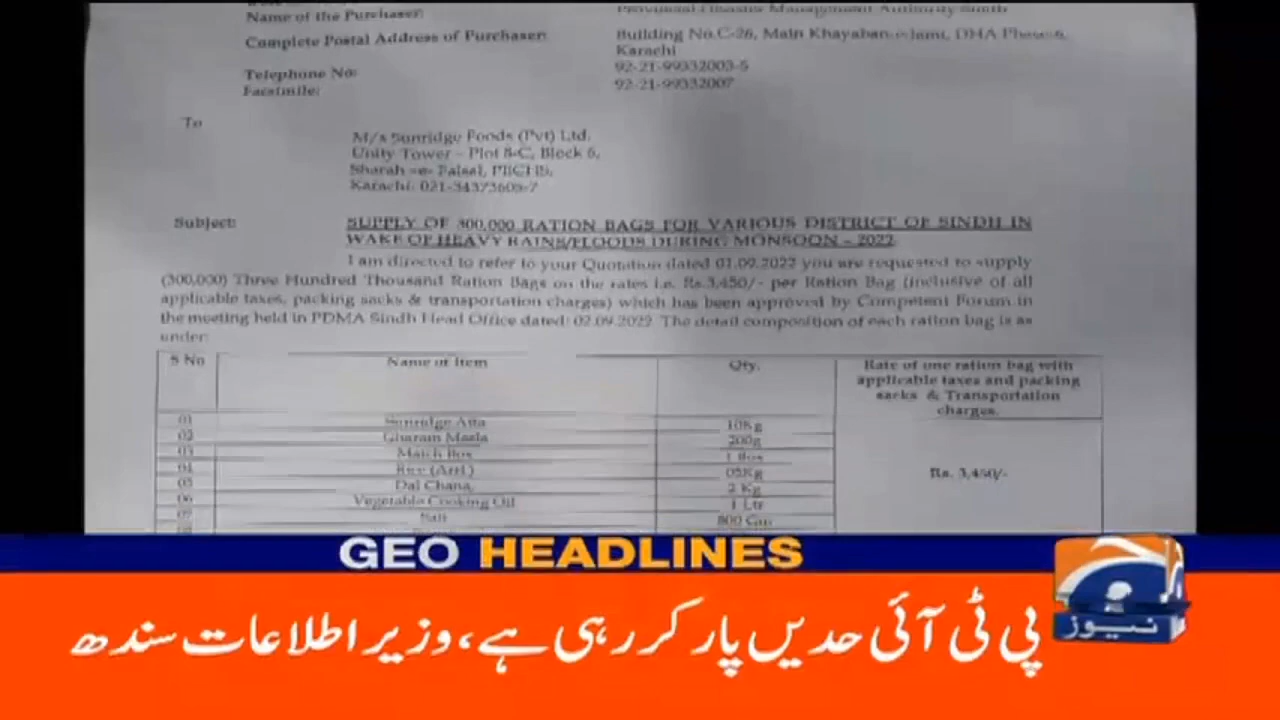 Name of the Purchaser:
Provincial Disaster Management Authority Sindh
Complete Postal Address of Purchaser:
Building No.C-26, Main Khayaban-e-Jami, DHA Phase-6,
Karachi
Telephone No:
92-21-99332003-5
Facsimile:
92-21-99332007
To
M/s Sunridge Foods (Pvt) Ltd.
Unity Tower – Plot 8-C, Block 6,
Sharah –e- Faisal, PECHS,
Karachi: 021-34373605-7
Subject:
SUPPLY OF 300,000 RATION BAGS FOR VARIOUS DISTRICT OF SINDH IN
WAKE OF HEAVY RAINS/FLOODS DURING MONSOON – 2022
I am directed to refer to your Quotation dated 01.09.2022 you are requested to supply
(300,000) Three Hundred Thousand Ration Bags on the rates i.e. Rs.3,450/- per Ration Bag (inclusive of all
applicable taxes, packing sacks & transportation charges) which has been approved by Competent Forum in
the meeting held in PDMA Sindh Head Office dated: 02.09.2022. The detail composition of each ration bag is as
under:
S No Name of Item Qty. Rate of one ration bag with
applicable taxes and packing
sacks & Transportation
charges.
01 Sunridge Atta 10Kg
02 Gharam Masla 200g
03 Match Box 1 Box
04 Rice (Arri) 05Kg
Rs. 3,450/-
05 Dal Chana, 2 Kg
06 Vegetable Cooking Oil 1 Ltr
07 Salt 800 Gm
08
GEO HEADLINES
پی ٹی آئی حدیں پار کر رہی ہے، وزیر اطلاعات سندھ
نیوز